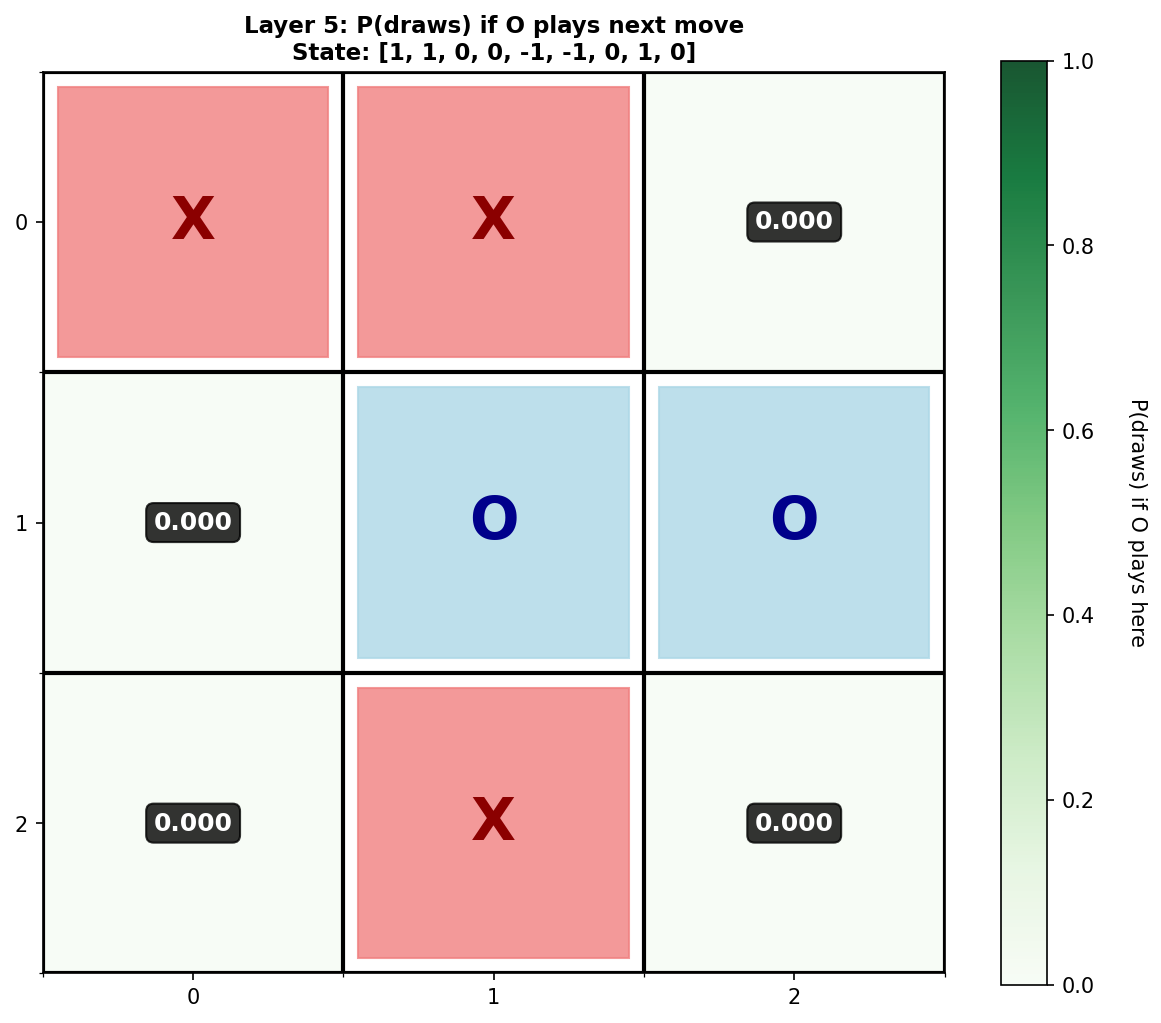 Layer 5: P(draws) if O plays next move
State: [1, 1, 0, 0, -1, -1, 0, 1, 0]
0
X
X
0.000
1
0.000
O
O
2
0.000
X
0.000
0
1
2
1.0
0.8
0.6
0.4
0.2
0.0
P(draws) if O plays here